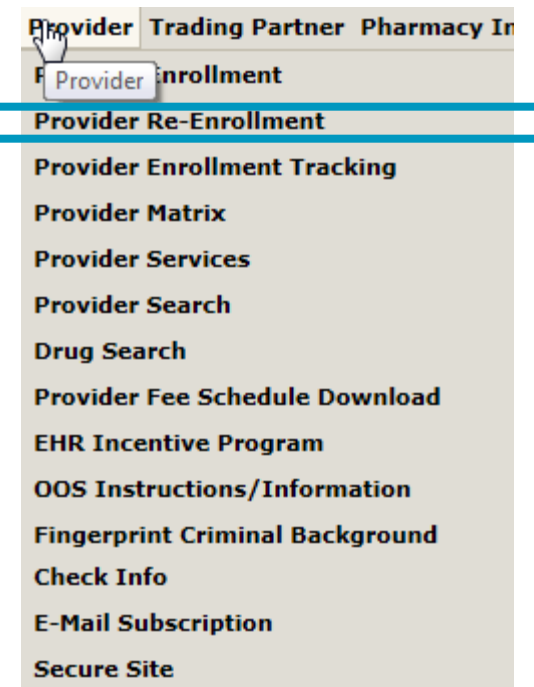 Provider Trading Partner Pharmacy In
Provider Enrollment
Provider Re-Enrollment
Provider Enrollment Tracking
Provider Matrix
Provider Services
Provider Search
Drug Search
Provider Fee Schedule Download
EHR Incentive Program
OOS Instructions/Information
Fingerprint Criminal Background
Check Info
E-Mail Subscription
Secure Site